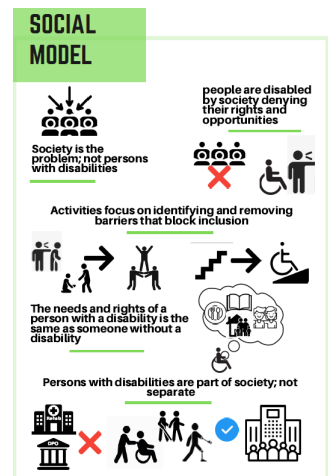 SOCIAL
MODEL
people are disabled
by society denying
their rights and
opportunities
Society is the
problem; not persons
with disabilities
Activities focus on identifying and removing
barriers that block inclusion
The needs and rights of a
person with a disability is the
same as someone without a
disability
Persons with disabilities are part of society; not
separate
Rehab
OPO